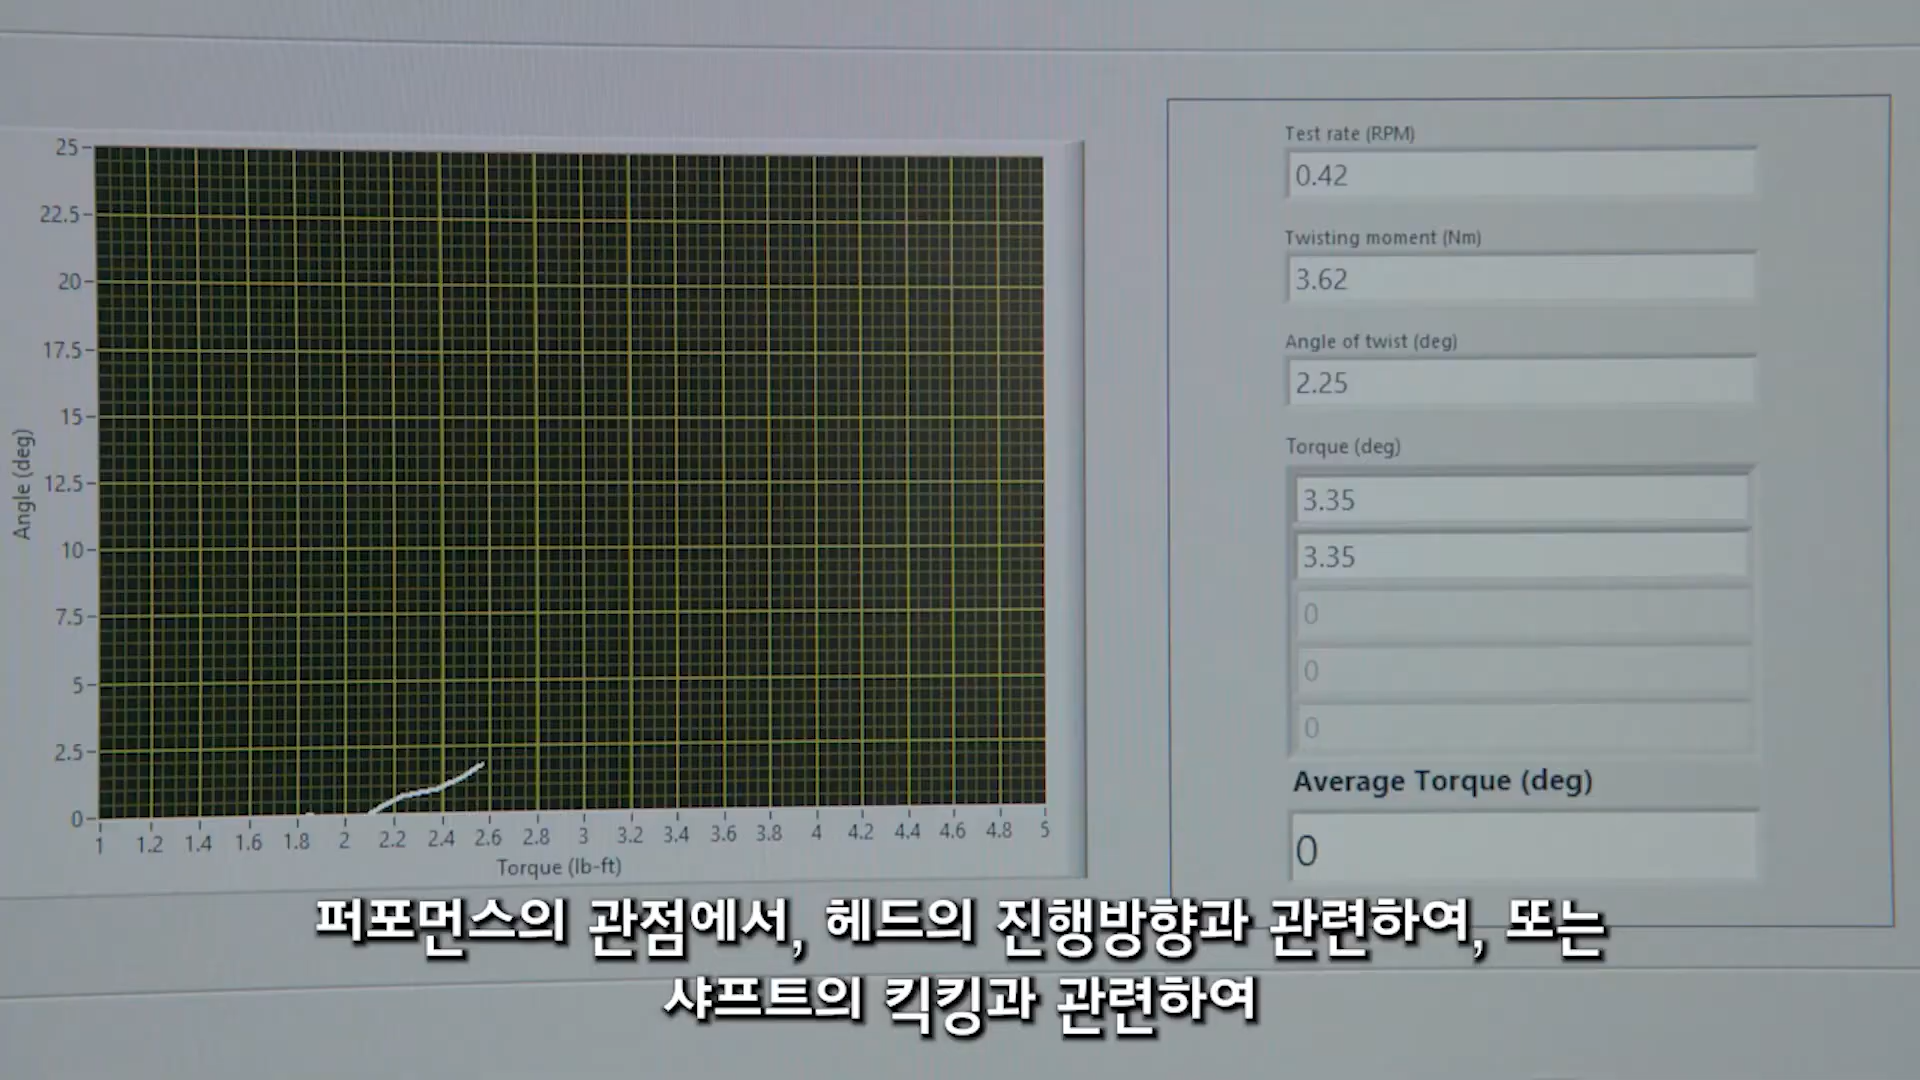 25
22.5
20
17.5
15
12.5
10
7.5
5
2.5
0
Angle (deg)
1 1.2 1.4 1.6 1.8 2 2.2 2.4 2.6 2.8 3 3.2 3.4 3.6 3.8 4 4.2 4.4 4.6 4.8 5
Torque (lb-ft)
Test rate (RPM)
0.42
Twisting moment (Nm)
3.62
Angle of twist (deg)
2.25
Torque (deg)
3.35
3.35
0
0
0
Average Torque (deg)
0
퍼포먼스의 관점에서, 헤드의 진행방향과 관련하여, 또는
샤프트의 킥킹과 관련하여